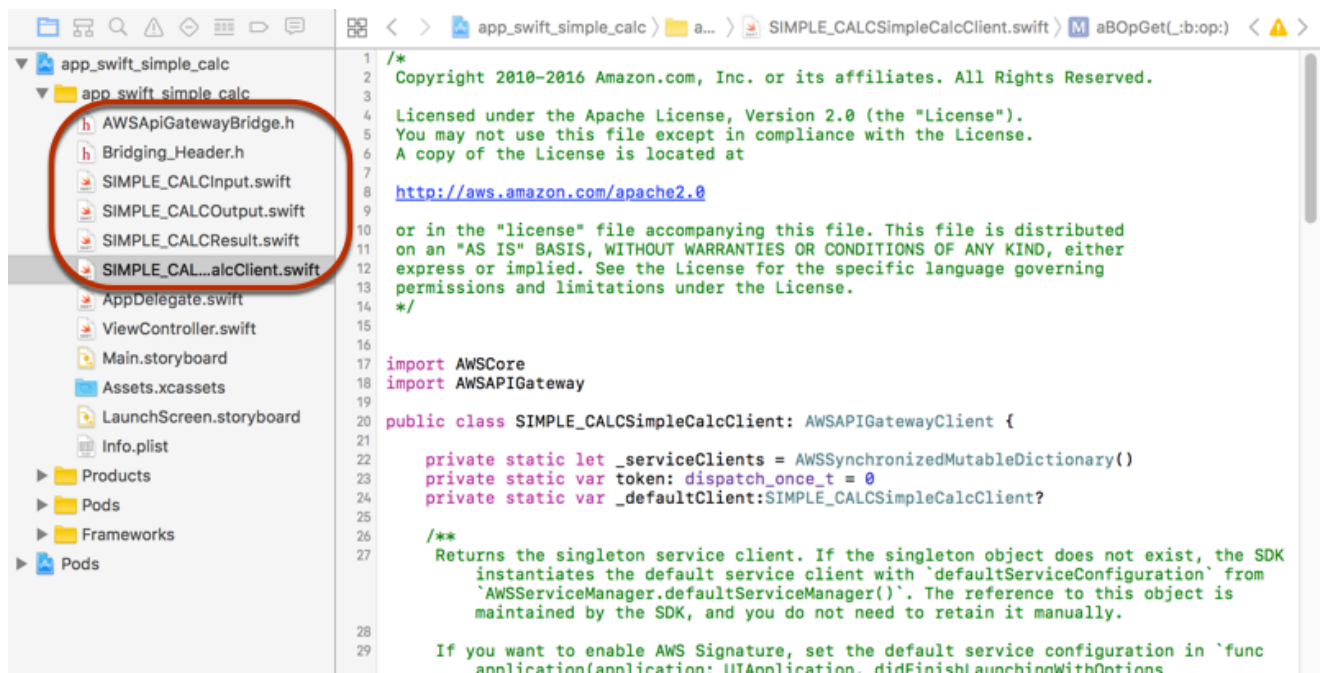 app_swift_simple_calc
a...
SIMPLE_CALCSimpleCalcClient.swift
M
aBOpGet(_:b:op:)
app_swift_simple_calc
app_swift_simple_calc
h AWSApiGatewayBridge.h
h Bridging_Header.h
SIMPLE_CALCInput.swift
SIMPLE_CALCOutput.swift
SIMPLE_CALCResult.swift
SIMPLE_CAL...alcClient.swift
AppDelegate.swift
ViewController.swift
Main.storyboard
Assets.xcassets
LaunchScreen.storyboard
Info.plist
Products
Pods
Frameworks
Pods
1 /*
2 Copyright 2010-2016 Amazon.com, Inc. or its affiliates. All Rights Reserved.
3
4 Licensed under the Apache License, Version 2.0 (the "License").
5 You may not use this file except in compliance with the License.
6 A copy of the License is located at
7
8 http://aws.amazon.com/apache2.0
9
10 or in the "license" file accompanying this file. This file is distributed
11 on an "AS IS" BASIS, WITHOUT WARRANTIES OR CONDITIONS OF ANY KIND, either
12 express or implied. See the License for the specific language governing
13 permissions and limitations under the License.
14 */
15
16
17 import AWSCore
18 import AWSAPIGateway
19
20 public class SIMPLE_CALCSimpleCalcClient: AWSAPIGatewayClient {
21
22 private static let _serviceClients = AWSSynchronizedMutableDictionary()
23 private static var token: dispatch_once_t = 0
24 private static var _defaultClient:SIMPLE_CALCSimpleCalcClient?
25
26 /**
27 Returns the singleton service client. If the singleton object does not exist, the SDK
instantiates the default service client with `defaultServiceConfiguration` from
`AWSServiceManager.defaultServiceManager()`. The reference to this object is
maintained by the SDK, and you do not need to retain it manually.
28
29 If you want to enable AWS Signature, set the default service configuration in `func
application(application: UIApplication, didFinishLaunchingWithOptions